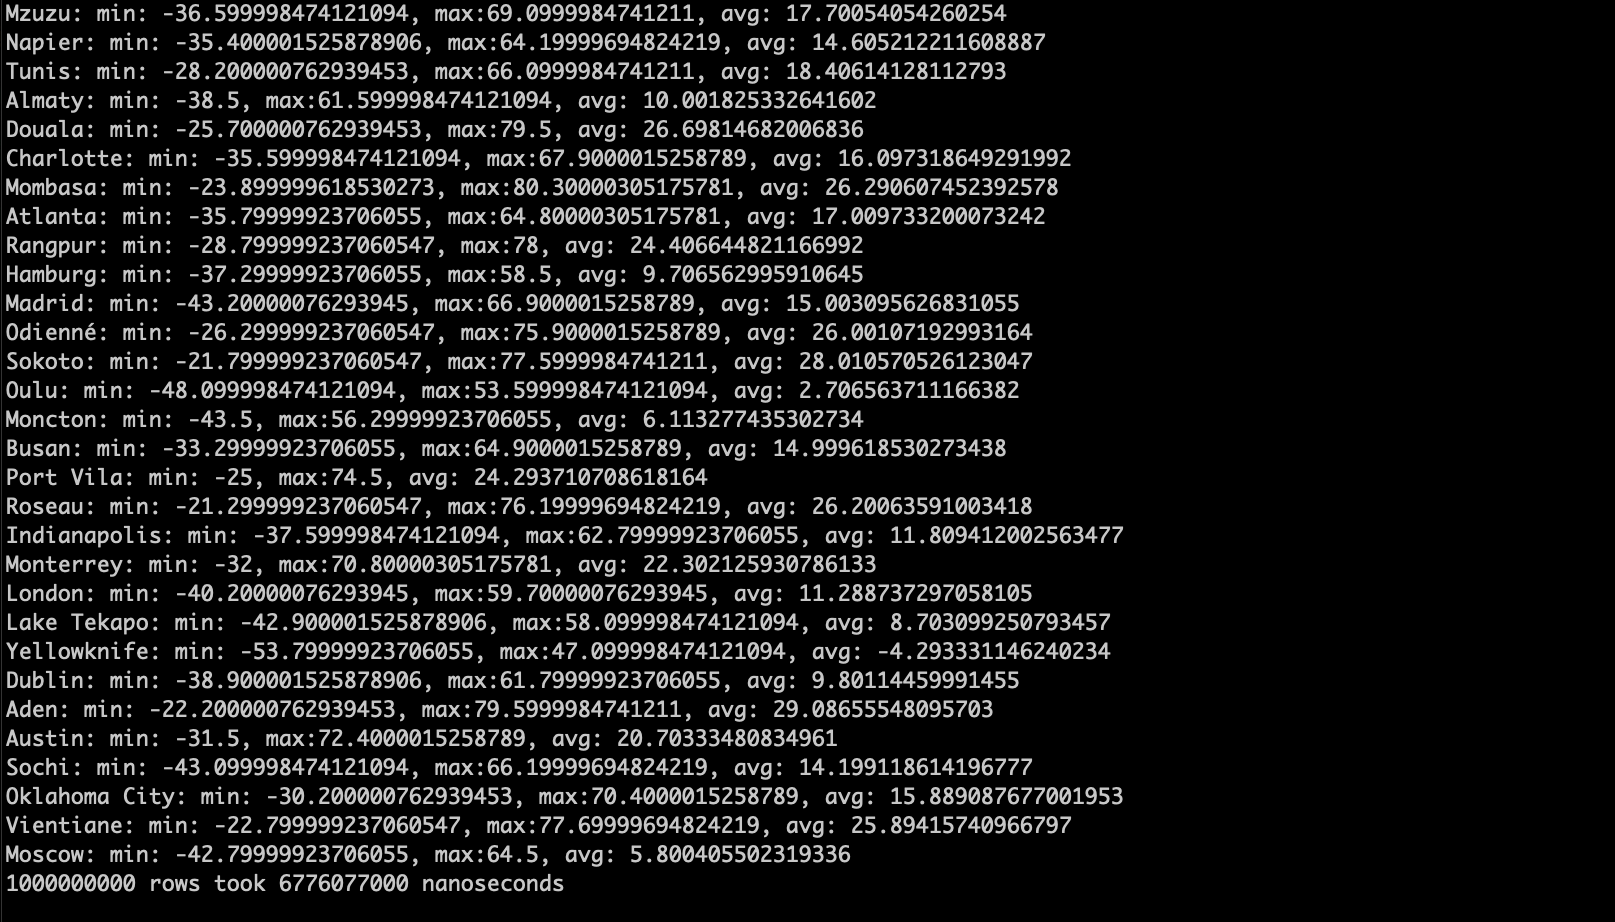 Mzuzu: min: -36.599998474121094, max:69.0999984741211, avg: 17.70054054260254
Napier: min: -35.400001525878906, max:64.19999694824219, avg: 14.605212211608887
Tunis: min: -28.200000762939453, max:66.0999984741211, avg: 18.40614128112793
Almaty: min: -38.5, max:61.599998474121094, avg: 10.001825332641602
Douala: min: -25.700000762939453, max:79.5, avg: 26.69814682006836
Charlotte: min: -35.599998474121094, max:67.9000015258789, avg: 16.097318649291992
Mombasa: min: -23.899999618530273, max:80.30000305175781, avg: 26.290607452392578
Atlanta: min: -35.79999923706055, max:64.80000305175781, avg: 17.009733200073242
Rangpur: min: -28.799999237060547, max:78, avg: 24.406644821166992
Hamburg: min: -37.29999923706055, max:58.5, avg: 9.706562995910645
Madrid: min: -43.20000076293945, max:66.9000015258789, avg: 15.003095626831055
Odienné: min: -26.299999237060547, max:75.9000015258789, avg: 26.00107192993164
Sokoto: min: -21.799999237060547, max:77.5999984741211, avg: 28.010570526123047
Oulu: min: -48.099998474121094, max:53.599998474121094, avg: 2.706563711166382
Moncton: min: -43.5, max:56.29999923706055, avg: 6.113277435302734
Busan: min: -33.29999923706055, max:64.9000015258789, avg: 14.999618530273438
Port Vila: min: -25, max:74.5, avg: 24.293710708618164
Roseau: min: -21.299999237060547, max:76.19999694824219, avg: 26.20063591003418
Indianapolis: min: -37.599998474121094, max:62.79999923706055, avg: 11.809412002563477
Monterrey: min: -32, max:70.80000305175781, avg: 22.302125930786133
London: min: -40.20000076293945, max:59.70000076293945, avg: 11.288737297058105
Lake Tekapo: min: -42.900001525878906, max:58.099998474121094, avg: 8.703099250793457
Yellowknife: min: -53.79999923706055, max:47.099998474121094, avg: -4.293331146240234
Dublin: min: -38.900001525878906, max:61.79999923706055, avg: 9.80114459991455
Aden: min: -22.200000762939453, max:79.5999984741211, avg: 29.08655548095703
Austin: min: -31.5, max:72.4000015258789, avg: 20.70333480834961
Sochi: min: -43.099998474121094, max:66.19999694824219, avg: 14.199118614196777
Oklahoma City: min: -30.200000762939453, max:70.4000015258789, avg: 15.889087677001953
Vientiane: min: -22.799999237060547, max:77.69999694824219, avg: 25.89415740966797
Moscow: min: -42.79999923706055, max:64.5, avg: 5.800405502319336
1000000000 rows took 6776077000 nanoseconds